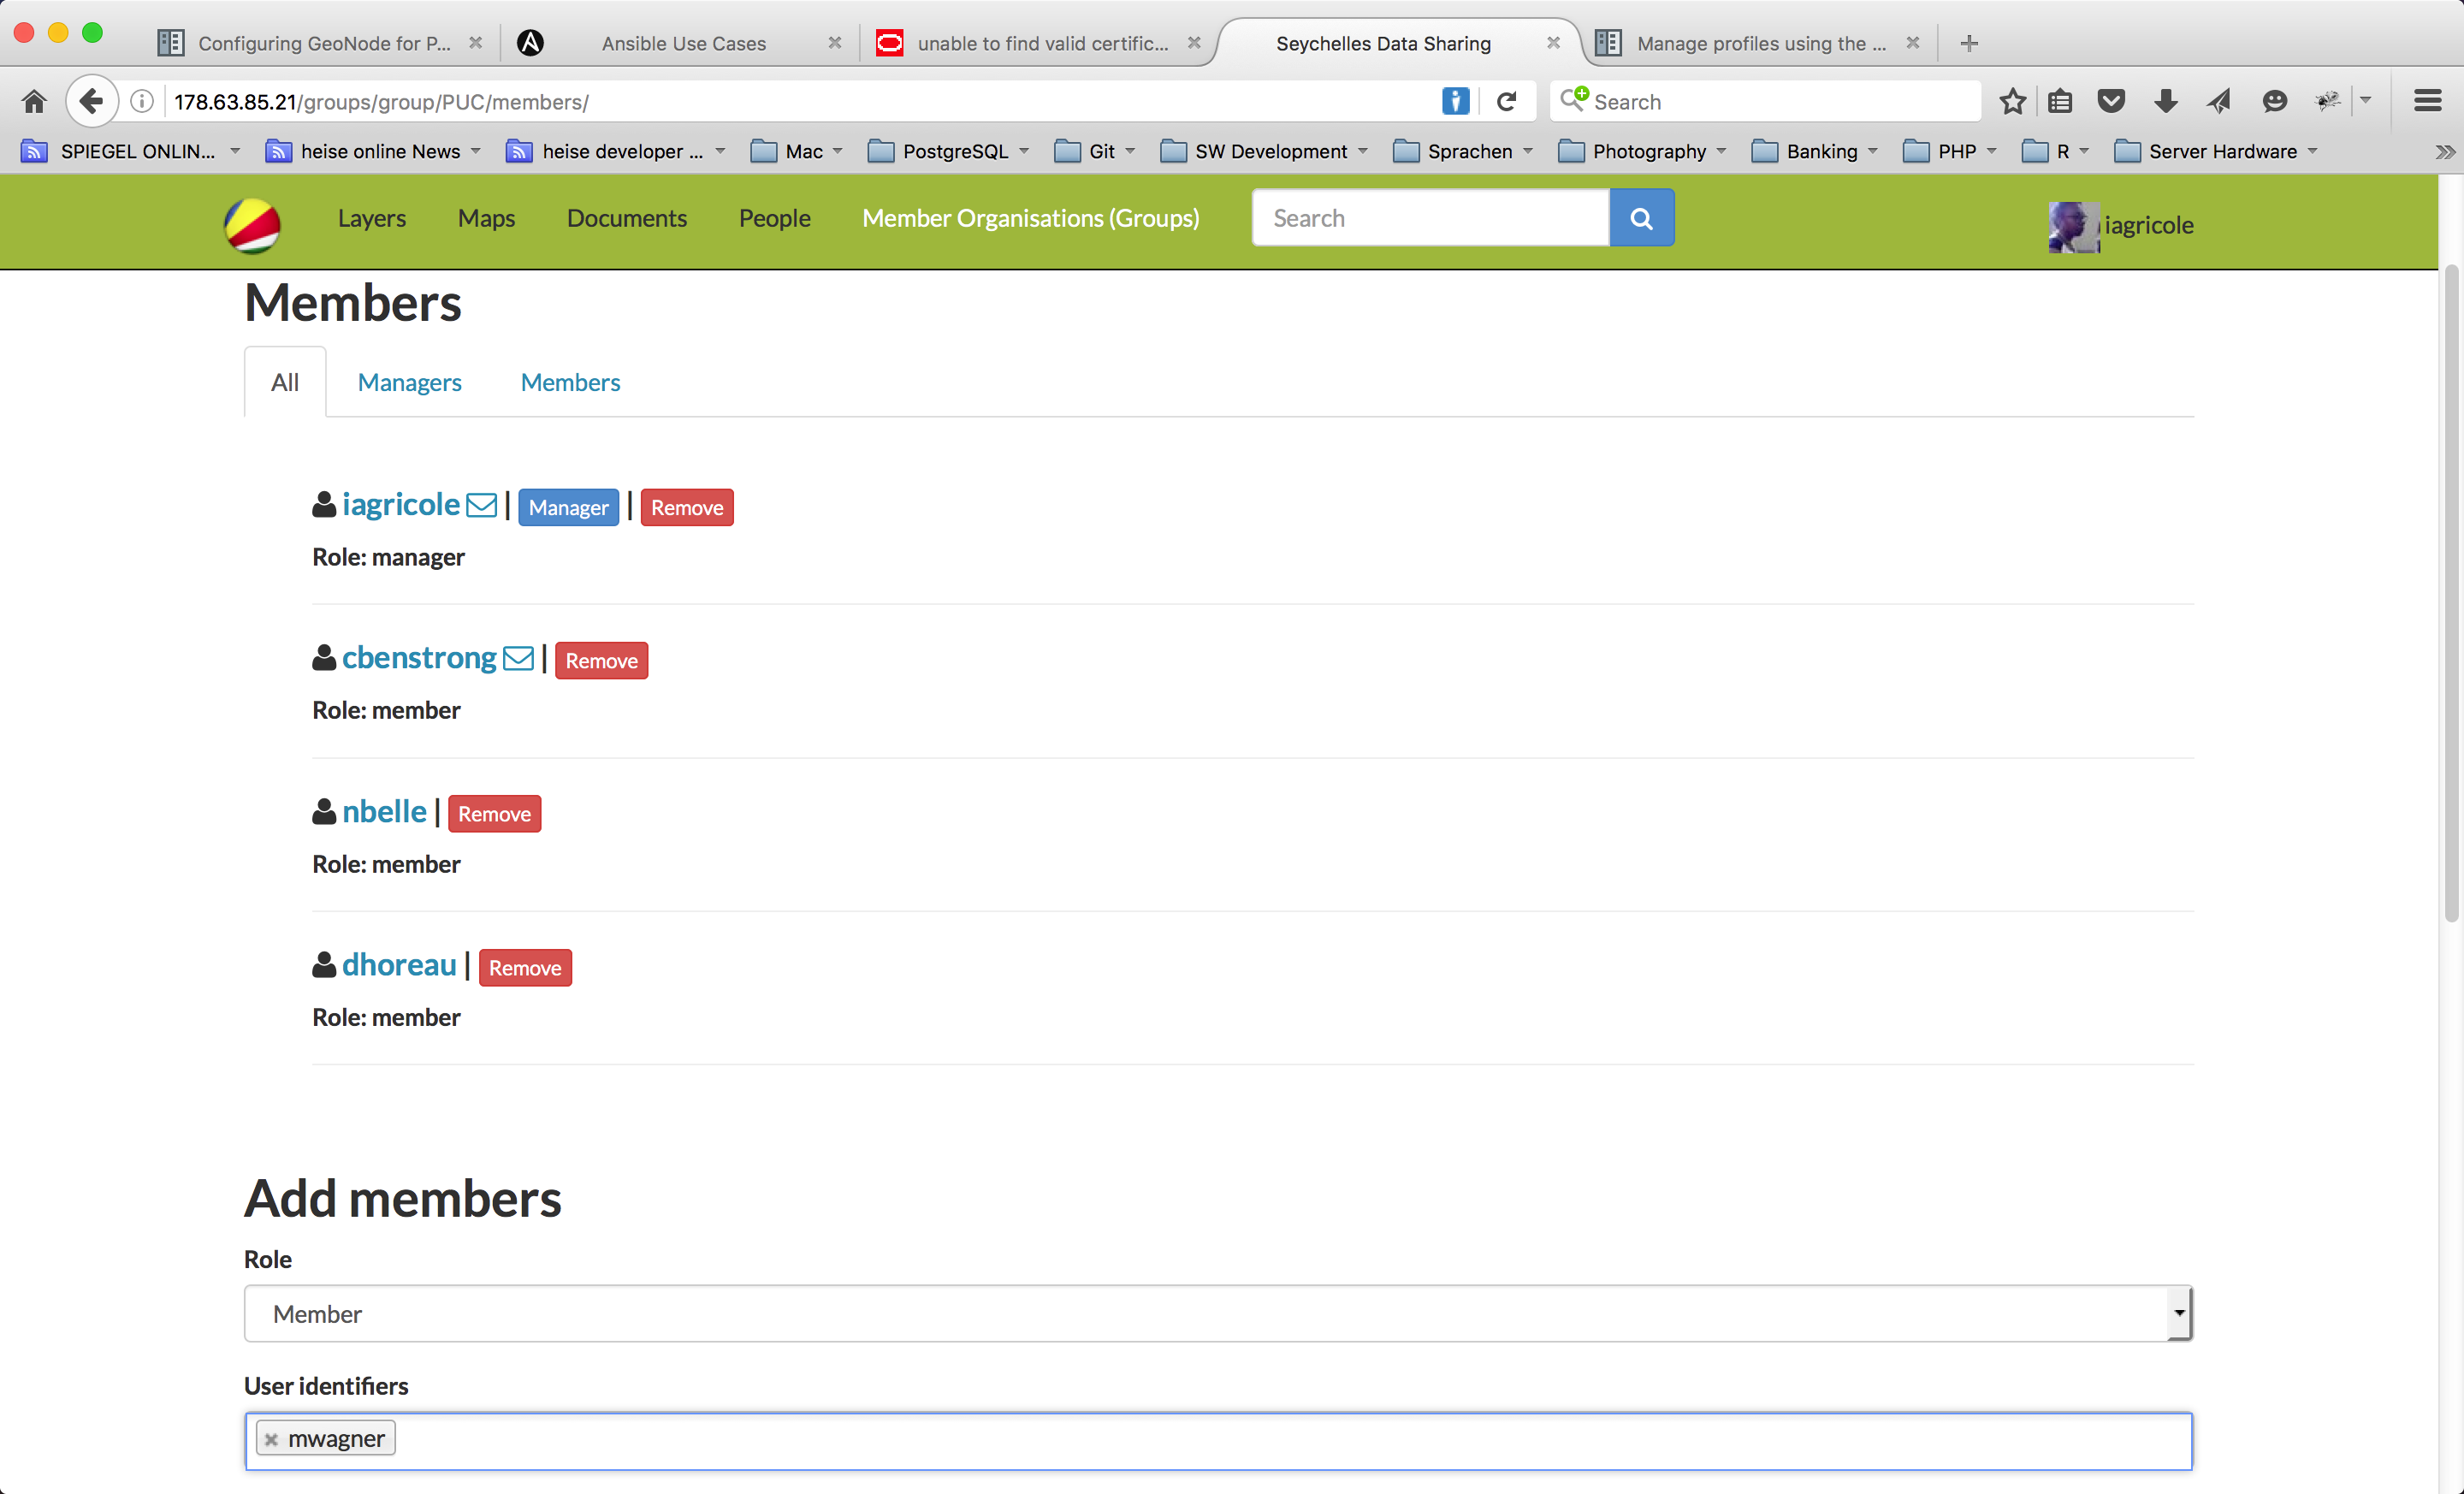 Configuring GeoNode for P... Ansible Use Cases unable to find valid certific... Seychelles Data Sharing Manage profiles using the ...
178.63.85.21/groups/group/PUC/members/ Search
SPIEGEL ONLIN... heise online News heise developer ... Mac PostgreSQL Git SW Development Sprachen Photography Banking PHP R Server Hardware
Layers Maps Documents People Member Organisations (Groups) Search iagricole
Members
All Managers Members
iagricole | Manager | Remove
Role: manager
cbenstrong | Remove
Role: member
nbelle | Remove
Role: member
dhoreau | Remove
Role: member
Add members
Role
Member
User identifiers
mwagner